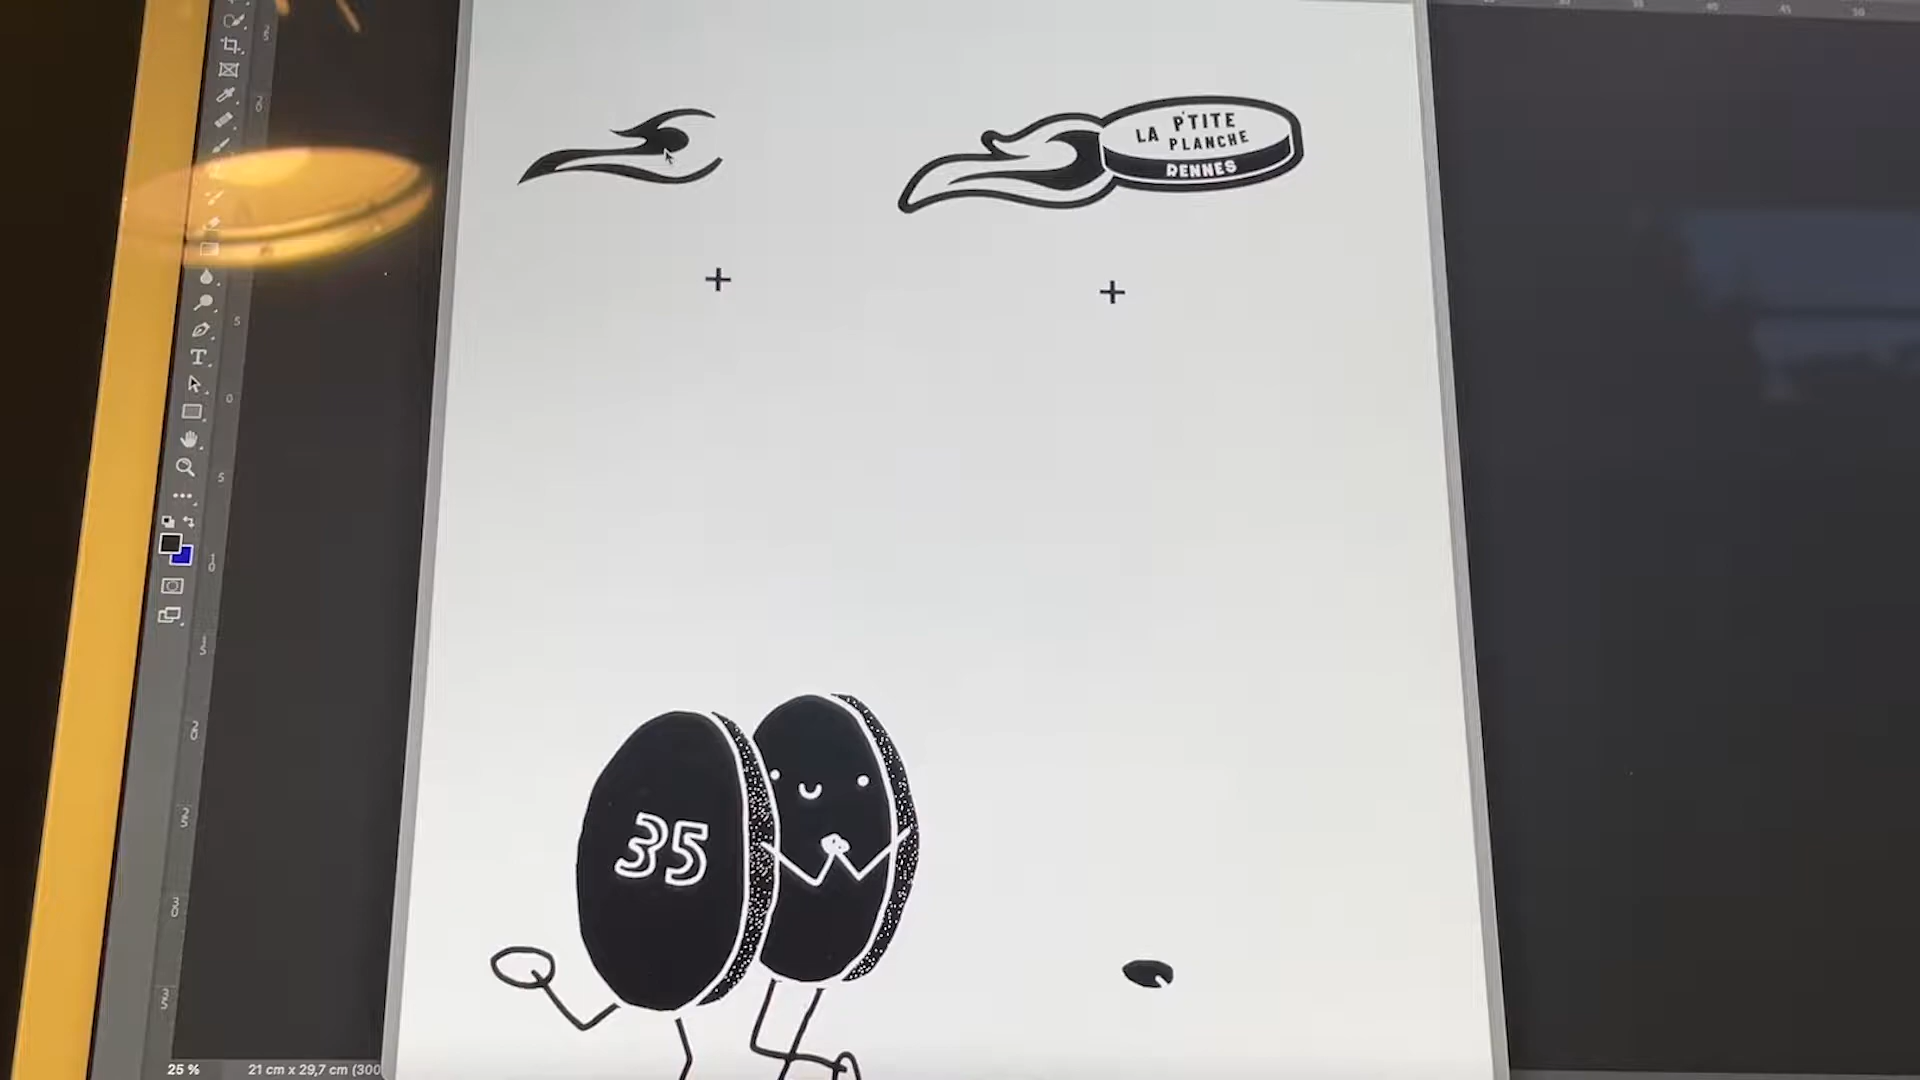 LA P'TITE
PLANCHE
RENNES
35
25 %
21 cm x 29,7 cm (300